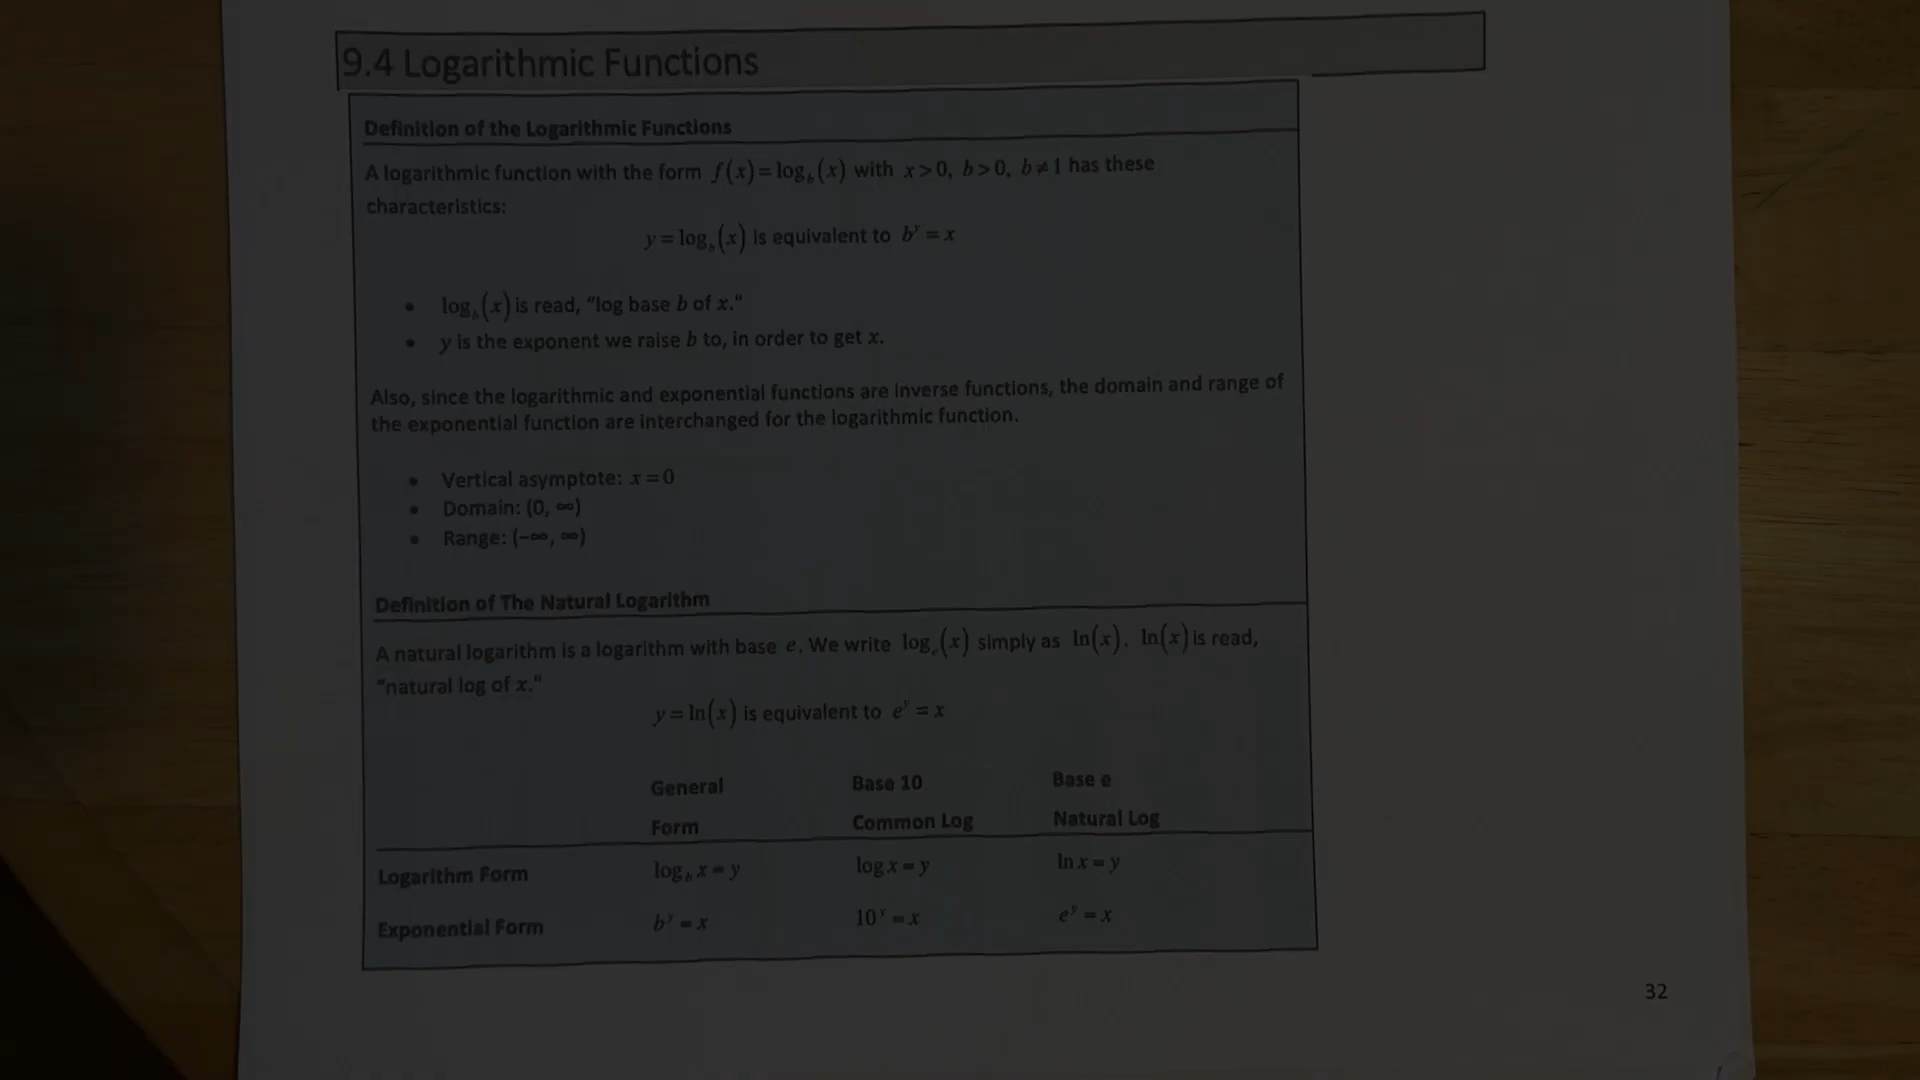 9.4 Logarithmic Functions
Definition of the Logarithmic Functions
A logarithmic function with the form f(x) = log_b(x) with x > 0, b > 0, b ≠ 1 has these
characteristics:
y = log_b(x) is equivalent to b^y = x
• log_b(x) is read, "log base b of x."
• y is the exponent we raise b to, in order to get x.
Also, since the logarithmic and exponential functions are inverse functions, the domain and range of
the exponential function are interchanged for the logarithmic function.
• Vertical asymptote: x = 0
• Domain: (0, ∞)
• Range: (-∞, ∞)
Definition of The Natural Logarithm
A natural logarithm is a logarithm with base e. We write log_e(x) simply as ln(x). ln(x) is read,
"natural log of x."
y = ln(x) is equivalent to e^y = x
General Base 10 Base e
Form Common Log Natural Log
Logarithm Form log_b x = y log x = y ln x = y
Exponential Form b^y = x 10^y = x e^y = x
32